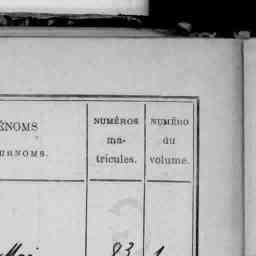 ÉNOMS
URNOMS.
NUMÉROS
ma-
tricules.
NUMÉRO
du
volume.
83 1